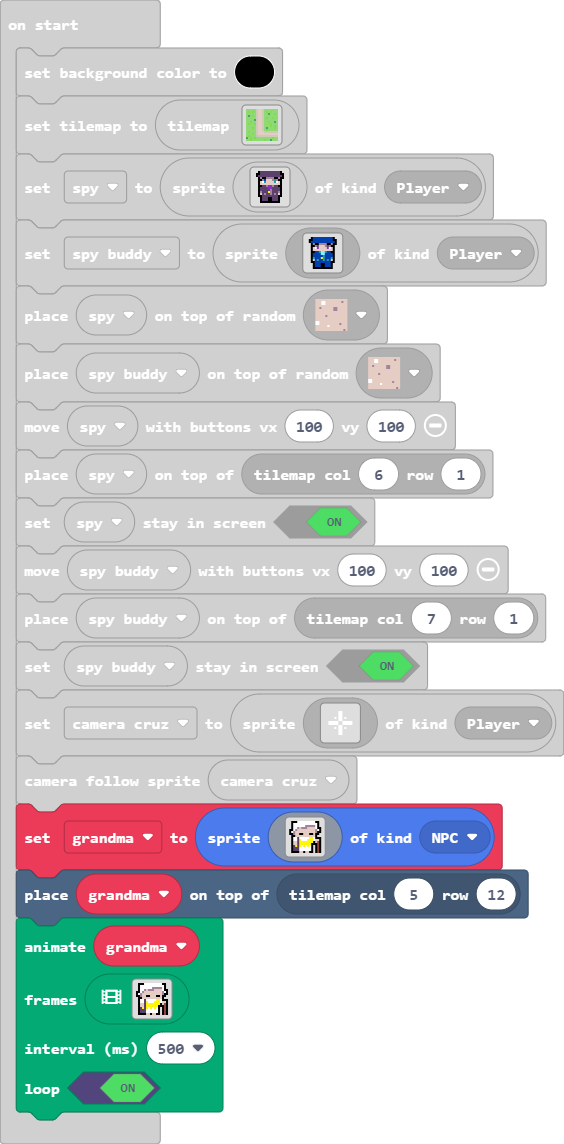 on start
set background color to
set tilemap to tilemap
set spy to sprite of kind Player
set spy buddy to sprite of kind Player
place spy on top of random
place spy buddy on top of random
move spy with buttons vx 100 vy 100
place spy on top of tilemap col 6 row 1
set spy stay in screen ON
move spy buddy with buttons vx 100 vy 100
place spy buddy on top of tilemap col 7 row 1
set spy buddy stay in screen ON
set camera cruz to sprite of kind Player
camera follow sprite camera cruz
set grandma to sprite of kind NPC
place grandma on top of tilemap col 5 row 12
animate grandma
frames
interval (ms) 500
loop ON